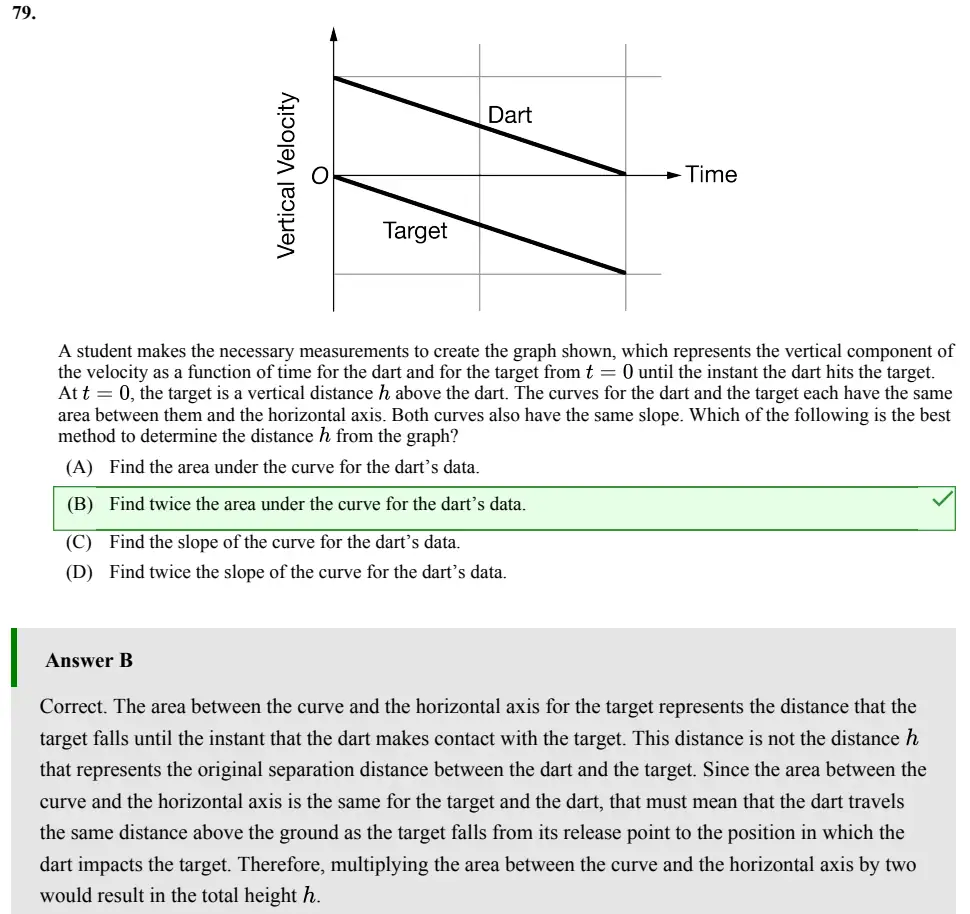 79.
Vertical Velocity
Dart
O
Time
Target
A student makes the necessary measurements to create the graph shown, which represents the vertical component of
the velocity as a function of time for the dart and for the target from t = 0 until the instant the dart hits the target.
At t = 0, the target is a vertical distance h above the dart. The curves for the dart and the target each have the same
area between them and the horizontal axis. Both curves also have the same slope. Which of the following is the best
method to determine the distance h from the graph?
(A) Find the area under the curve for the dart’s data.
(B) Find twice the area under the curve for the dart’s data.
(C) Find the slope of the curve for the dart’s data.
(D) Find twice the slope of the curve for the dart’s data.
Answer B
Correct. The area between the curve and the horizontal axis for the target represents the distance that the
target falls until the instant that the dart makes contact with the target. This distance is not the distance h
that represents the original separation distance between the dart and the target. Since the area between the
curve and the horizontal axis is the same for the target and the dart, that must mean that the dart travels
the same distance above the ground as the target falls from its release point to the position in which the
dart impacts the target. Therefore, multiplying the area between the curve and the horizontal axis by two
would result in the total height h.